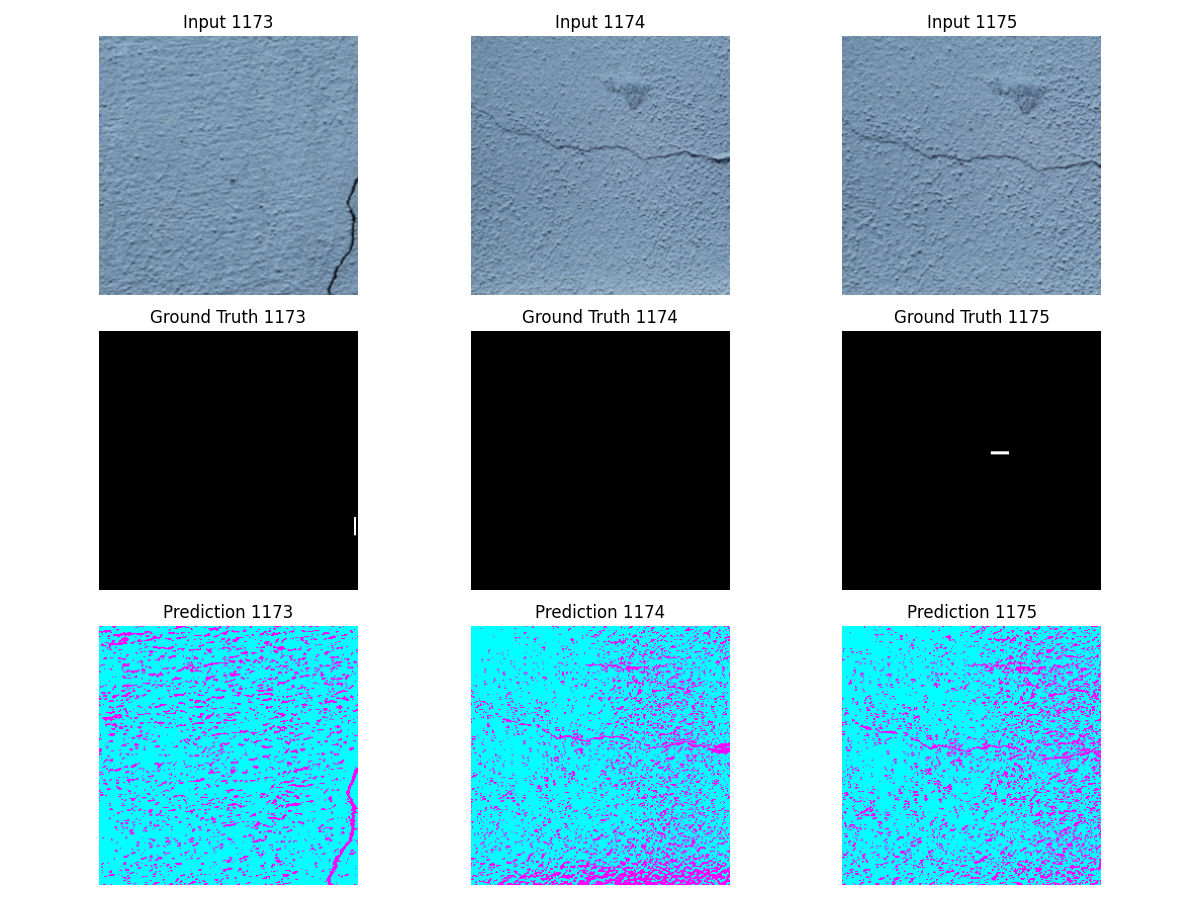 Input 1173
Input 1174
Input 1175
Ground Truth 1173
Ground Truth 1174
Ground Truth 1175
Prediction 1173
Prediction 1174
Prediction 1175